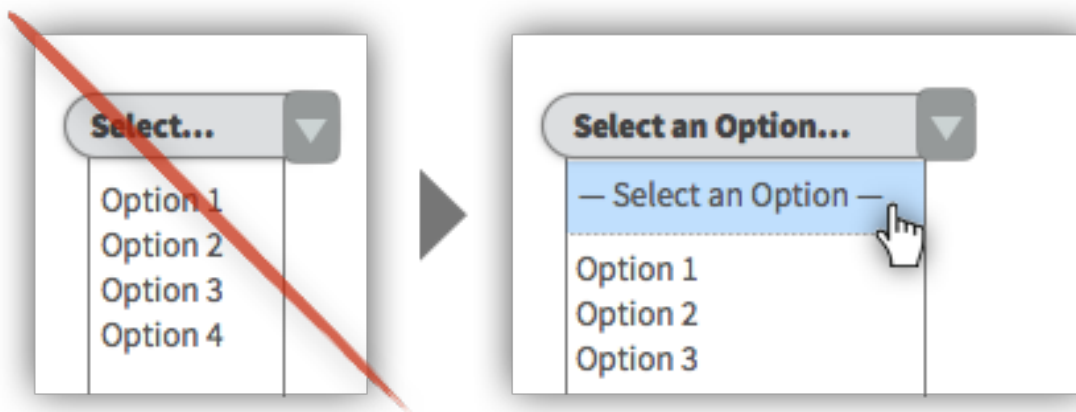 Select...
Option 1
Option 2
Option 3
Option 4
Select an Option...
— Select an Option —
Option 1
Option 2
Option 3